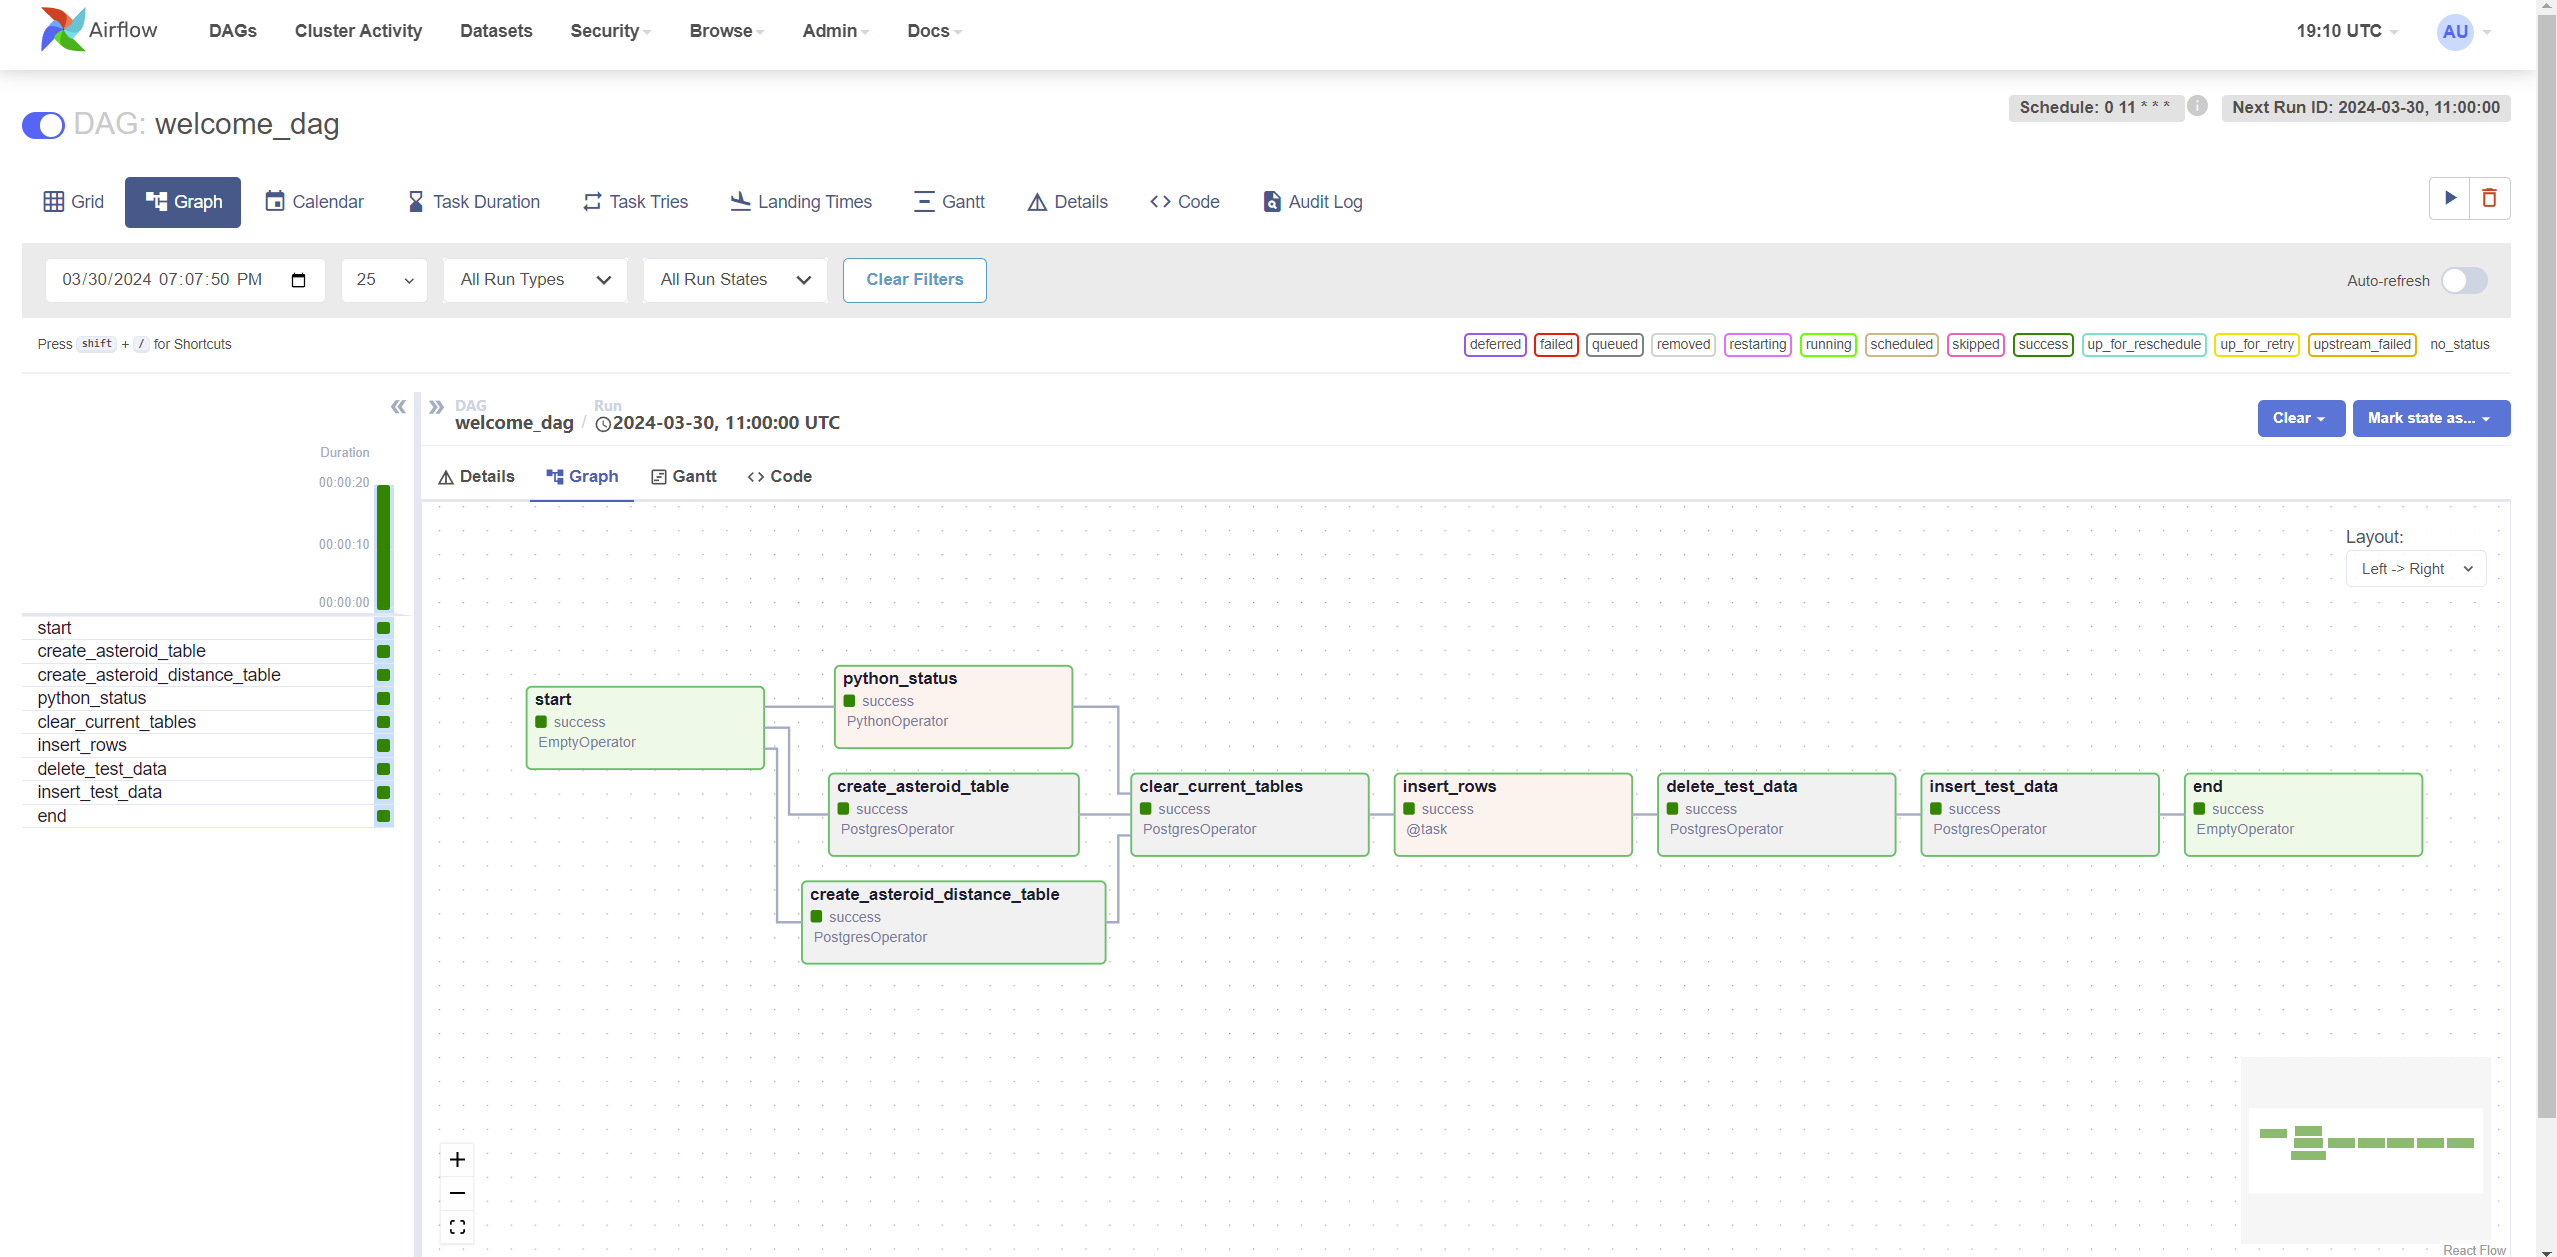 Airflow DAGs Cluster Activity Datasets Security Browse Admin Docs 19:10 UTC AU
DAG: welcome_dag Schedule: 0 11 * * * i Next Run ID: 2024-03-30, 11:00:00
Grid Graph Calendar Task Duration Task Tries Landing Times Gantt Details Code Audit Log
03/30/2024 07:07:50 PM 25 All Run Types All Run States Clear Filters Auto-refresh
Press shift + / for Shortcuts deferred failed queued removed restarting running scheduled skipped success up_for_reschedule up_for_retry upstream_failed no_status
DAG Run
welcome_dag / 2024-03-30, 11:00:00 UTC Clear Mark state as...
Details Graph Gantt Code
Duration
00:00:20
00:00:10
00:00:00
start
create_asteroid_table
create_asteroid_distance_table
python_status
clear_current_tables
insert_rows
delete_test_data
insert_test_data
end
Layout:
Left -> Right
start
success
EmptyOperator
python_status
success
PythonOperator
create_asteroid_table
success
PostgresOperator
create_asteroid_distance_table
success
PostgresOperator
clear_current_tables
success
PostgresOperator
insert_rows
success
@task
delete_test_data
success
PostgresOperator
insert_test_data
success
PostgresOperator
end
success
EmptyOperator
React Flow